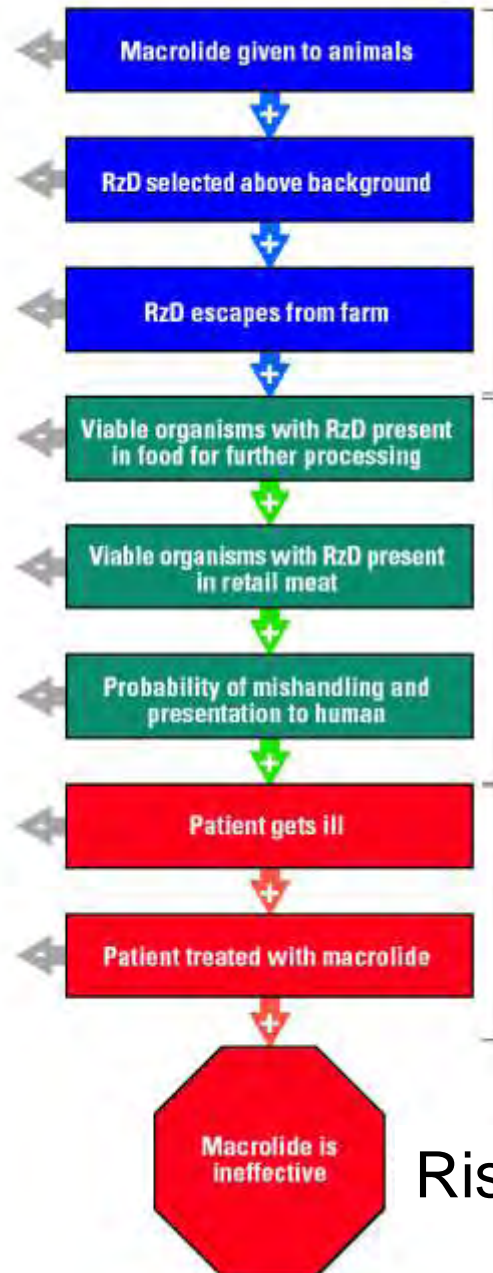 Macrolide given to animals
+
RzD selected above background
+
RzD escapes from farm
+
Viable organisms with RzD present
in food for further processing
+
Viable organisms with RzD present
in retail meat
+
Probability of mishandling and
presentation to human
+
Patient gets ill
+
Patient treated with macrolide
+
Macrolide is
ineffective
Ris